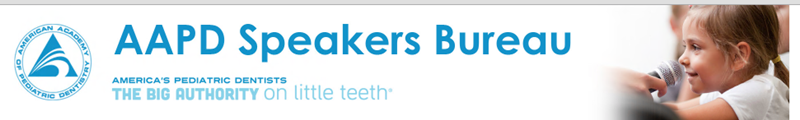 AMERICAN ACADEMY
OF PEDIATRIC DENTISTRY
AAPD Speakers Bureau
AMERICA'S PEDIATRIC DENTISTS
THE BIG AUTHORITY on little teeth®